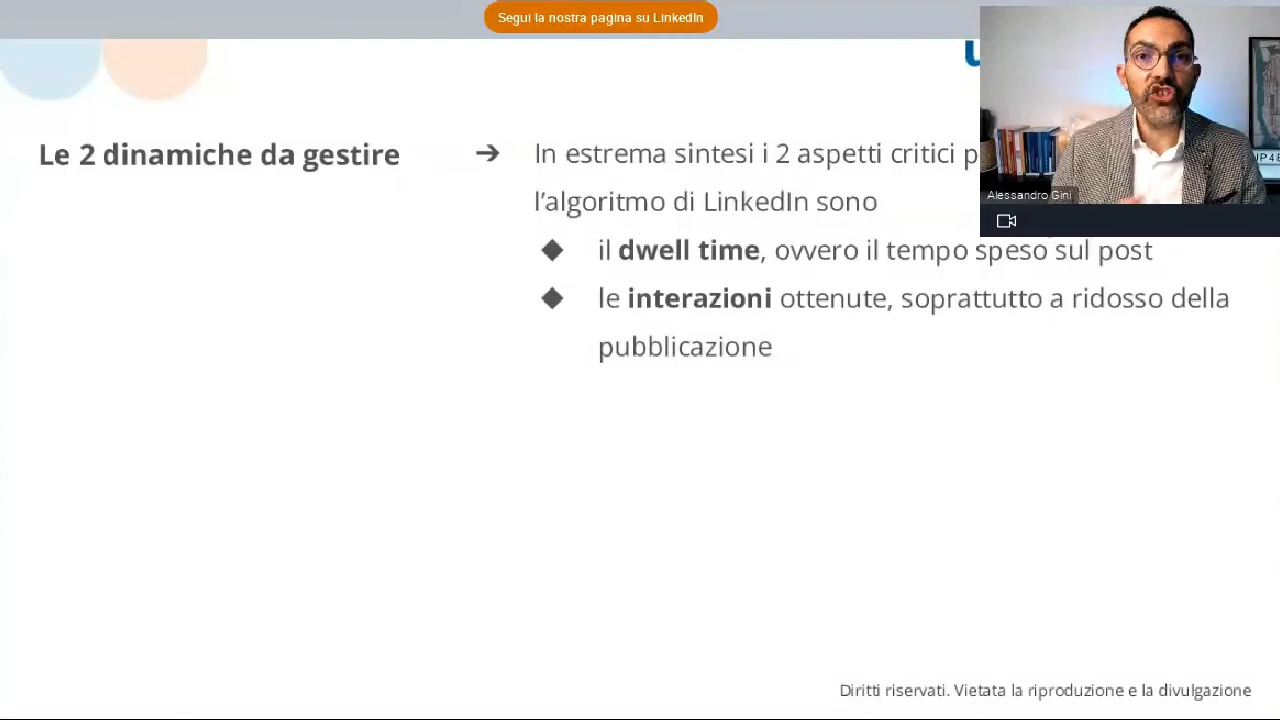 Segui la nostra pagina su LinkedIn
Le 2 dinamiche da gestire
➔ In estrema sintesi i 2 aspetti critici
l’algoritmo di LinkedIn sono
◆ il dwell time, ovvero il tempo speso sul post
◆ le interazioni ottenute, soprattutto a ridosso della
pubblicazione
Alessandro Gini
Diritti riservati. Vietata la riproduzione e la divulgazione